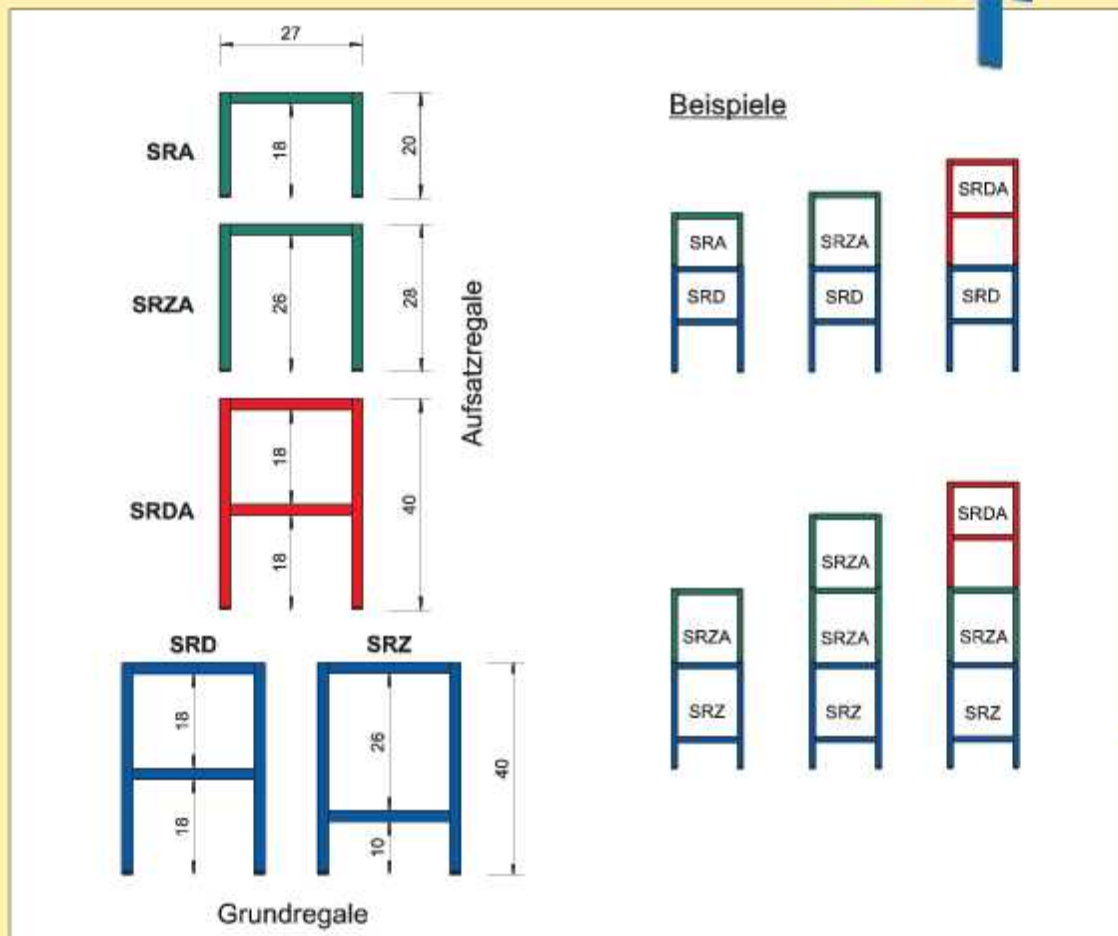 27
SRA
18
20
SRZA
26
28
SRDA
18
18
40
Aufsatzregale
SRD
SRZ
18
18
26
10
40
Grundregale
Beispiele
SRA
SRD
SRZA
SRD
SRDA
SRD
SRZA
SRZ
SRZA
SRZA
SRZ
SRDA
SRZA
SRZ